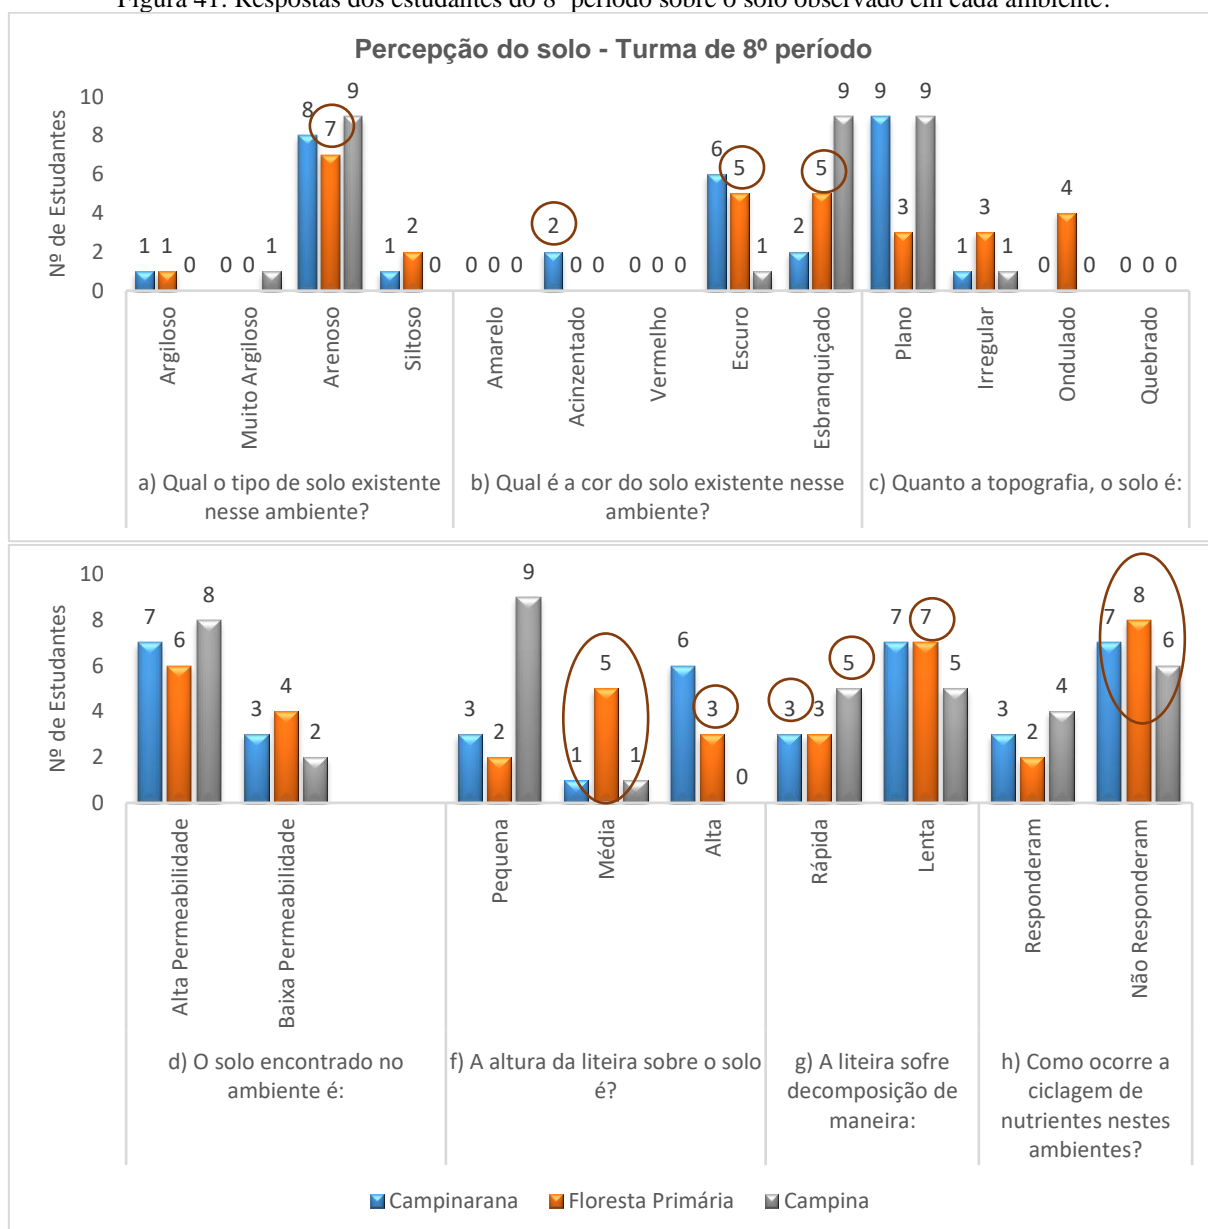 Figura 41: Respostas dos estudantes do 8º período sobre o solo observado em cada ambiente.
Percepção do solo - Turma de 8º período
Nº de Estudantes
10
8
6
4
2
0
1 1 0
0 0 1
8 7 9
1 2 0
0 0 0
2 0 0
0 0 0
6 5 1
2 5 9
9 3 9
1 3 1
0 4 0
0 0 0
Argiloso
Muito Argiloso
Arenoso
Siltoso
Amarelo
Acinzentado
Vermelho
Escuro
Esbranquiçado
Plano
Irregular
Ondulado
Quebrado
a) Qual o tipo de solo existente
nesse ambiente?
b) Qual é a cor do solo existente nesse
ambiente?
c) Quanto a topografia, o solo é:
Nº de Estudantes
10
8
6
4
2
0
7 6 8
3 4 2
3 2 9
1 5 1
6 3 0
3 3 5
7 7 5
3 2 4
7 8 6
Alta Permeabilidade
Baixa Permeabilidade
Pequena
Média
Alta
Rápida
Lenta
Responderam
Não Responderam
d) O solo encontrado no
ambiente é:
f) A altura da liteira sobre o solo
é?
g) A liteira sofre
decomposição de
maneira:
h) Como ocorre a
ciclagem de
nutrientes nestes
ambientes?
Campinarana Floresta Primária Campina